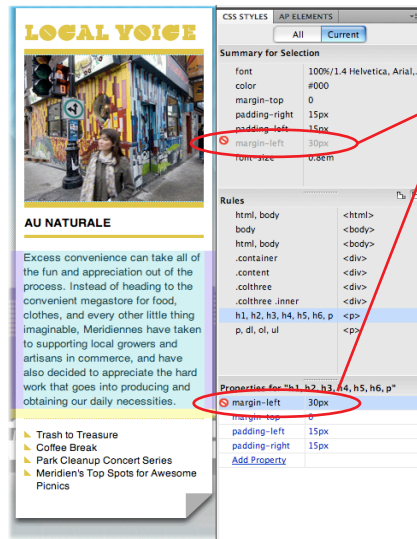 LOCAL VOICE
AU NATURALE
Excess convenience can take all of
the fun and appreciation out of the
process. Instead of heading to the
convenient megastore for food,
clothes, and every other little thing
imaginable, Meridiennes have taken
to supporting local growers and
artisans in commerce, and have
also decided to appreciate the hard
work that goes into producing and
obtaining our daily necessities.
Trash to Treasure
Coffee Break
Park Cleanup Concert Series
Meridien's Top Spots for Awesome
Picnics
CSS STYLES AP ELEMENTS
All Current
Summary for Selection
font 100%/1.4 Helvetica, Arial,
color #000
margin-top 0
padding-right 15px
padding-left 15px
margin-left 30px
font-size 0.8em
Rules
html, body <html>
body <body>
html, body <body>
.container <div>
.content <div>
.colthree <div>
.colthree .inner <div>
h1, h2, h3, h4, h5, h6, p <p>
p, dl, ol, ul <p>
Properties for "h1, h2, h3, h4, h5, h6, p"
margin-left 30px
margin-top 0
padding-left 15px
padding-right 15px
Add Property